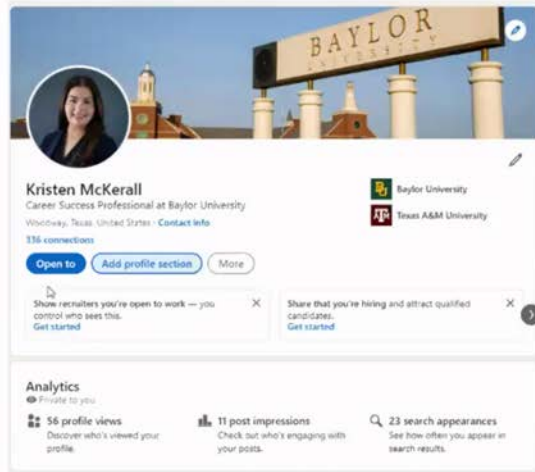 BAYLOR
UNIVERSITY
Kristen McKerall
Career Success Professional at Baylor University
Woodway, Texas, United States · Contact info
336 connections
Open to
Add profile section
More
BU
Baylor University
ATM
Texas A&M University
Show recruiters you're open to work — you
control who sees this.
Get started
Share that you're hiring and attract qualified
candidates.
Get started
Analytics
Private to you
56 profile views
Discover who's viewed your
profile.
11 post impressions
Check out who's engaging with
your posts.
23 search appearances
See how often you appear in
search results.